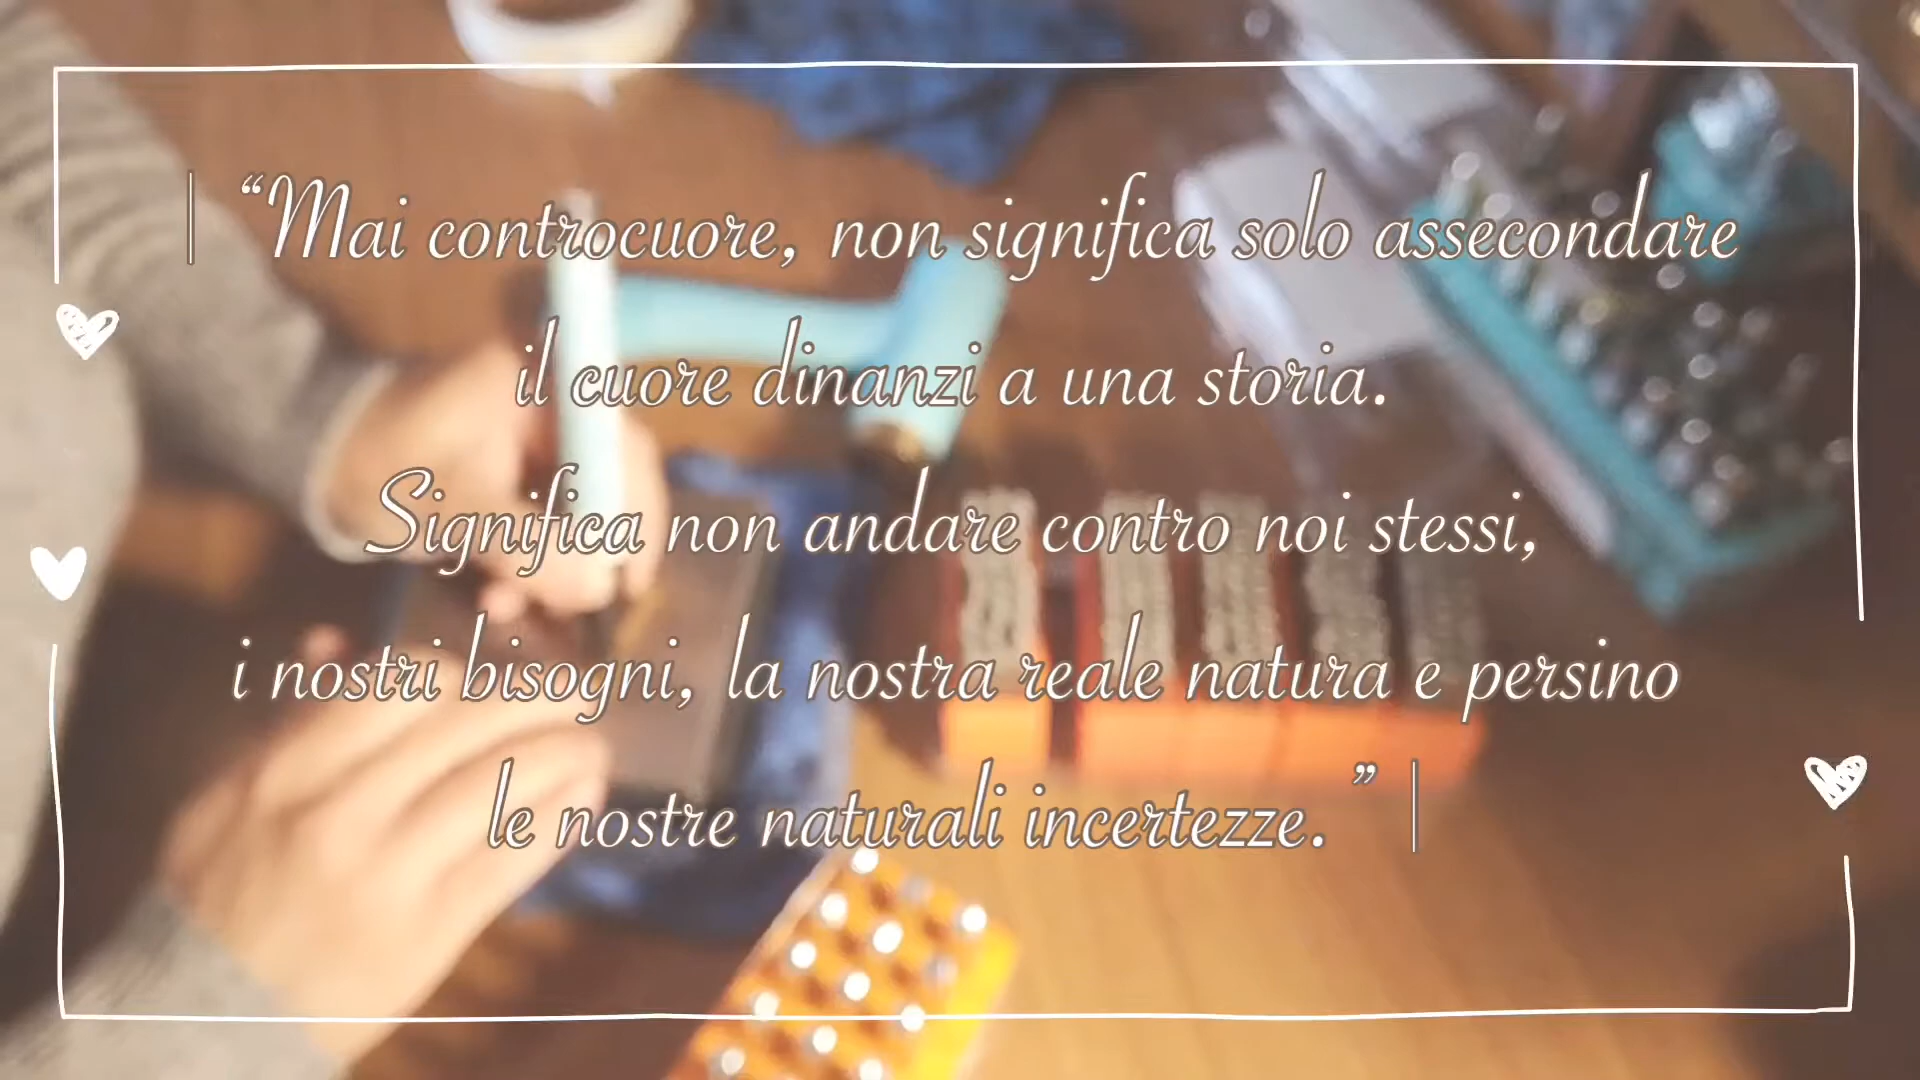 | “Mai controcuore, non significa solo assecondare
il cuore dinanzi a una storia.
Significa non andare contro noi stessi,
i nostri bisogni, la nostra reale natura e persino
le nostre naturali incertezze.” |